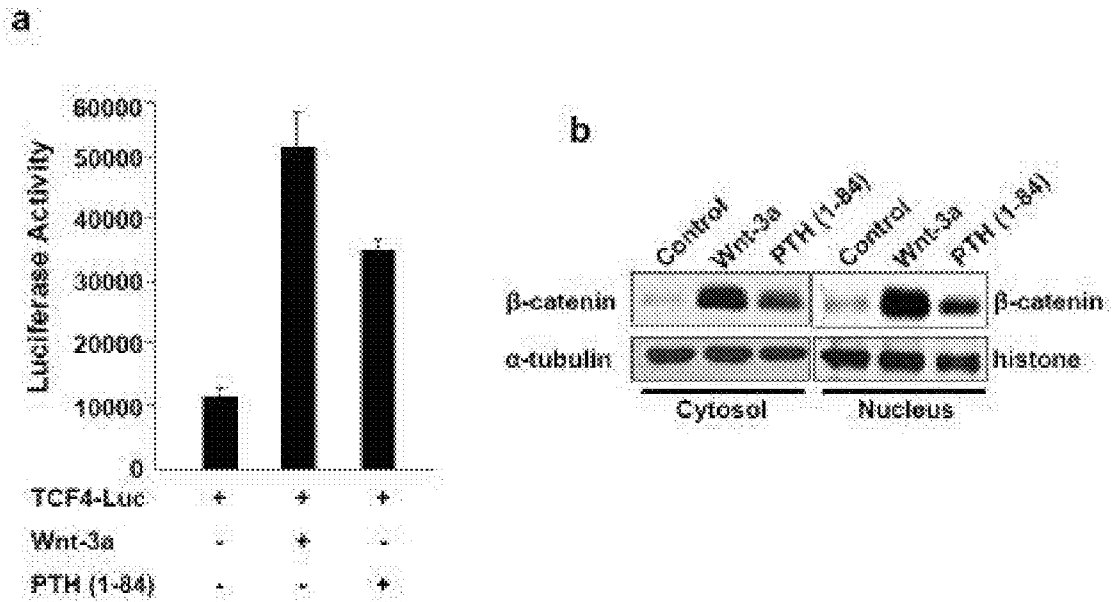 a
Luciferase Activity
60000
50000
40000
30000
20000
10000
0
TCF4-Luc + + +
Wnt-3a - + -
PTH (1-84) - - +
b
Control Wnt-3a PTH (1-84) Control Wnt-3a PTH (1-84)
β-catenin β-catenin
α-tubulin histone
Cytosol Nucleus